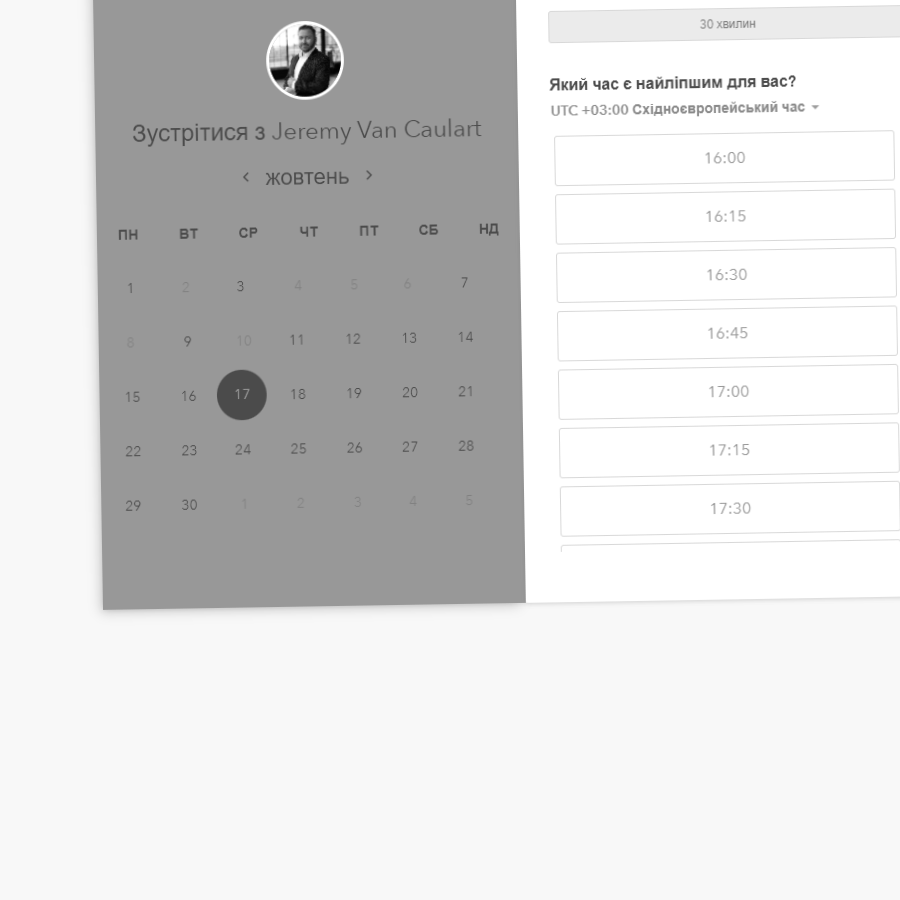 Зустрітися з Jeremy Van Caulart
‹ жовтень ›
ПН ВТ СР ЧТ ПТ СБ НД
1 2 3 4 5 6 7
8 9 10 11 12 13 14
15 16 17 18 19 20 21
22 23 24 25 26 27 28
29 30 1 2 3 4 5
30 хвилин
Який час є найліпшим для вас?
UTC +03:00 Східноєвропейський час
16:00
16:15
16:30
16:45
17:00
17:15
17:30